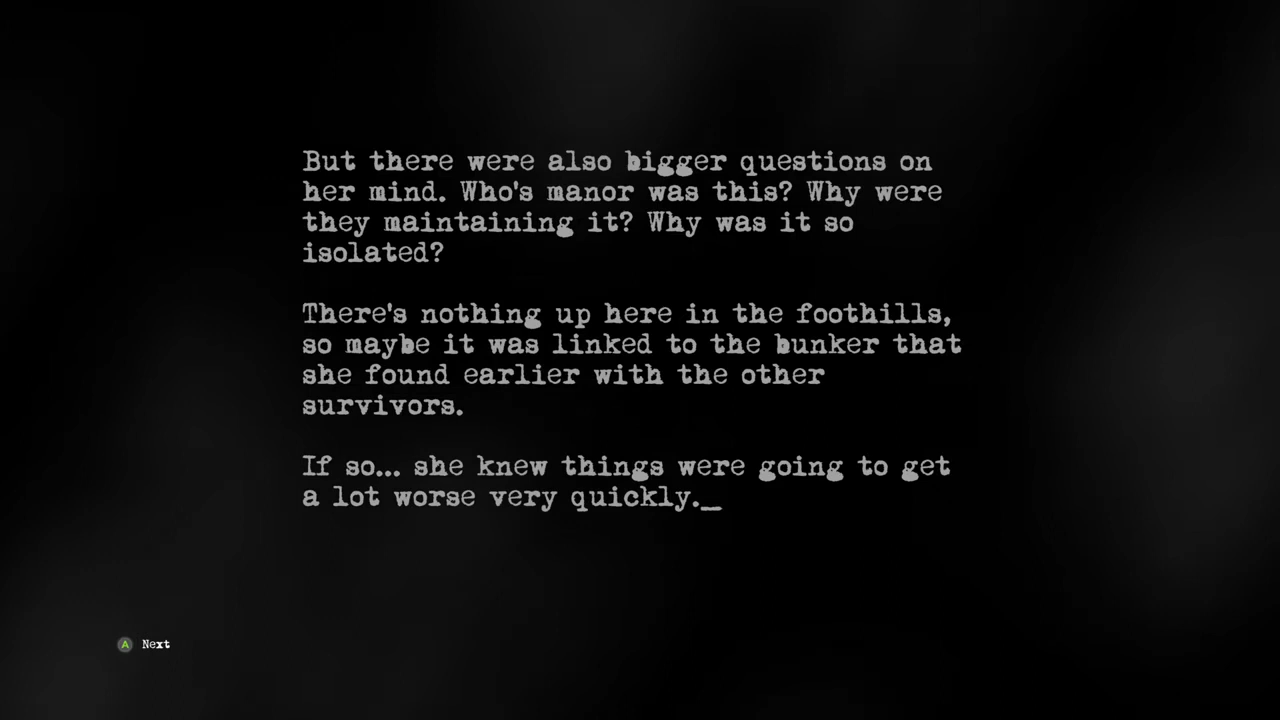 But there were also bigger questions on
her mind. Who's manor was this? Why were
they maintaining it? Why was it so
isolated?
There's nothing up here in the foothills,
so maybe it was linked to the bunker that
she found earlier with the other
survivors.
If so... she knew things were going to get
a lot worse very quickly._
A Next